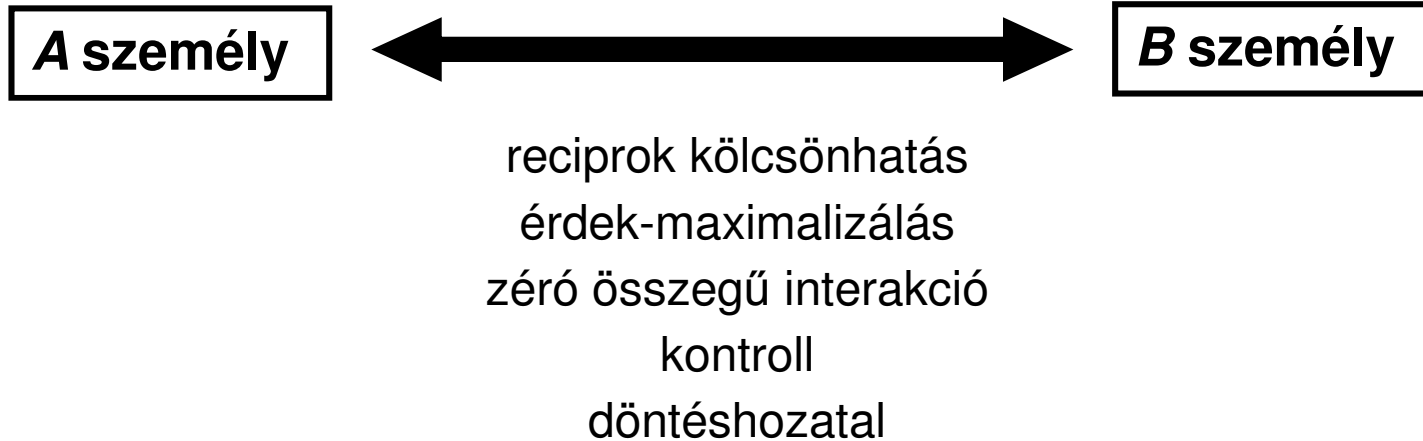 A személy
B személy
reciprok kölcsönhatás
érdek-maximalizálás
zéró összegű interakció
kontroll
döntéshozatal